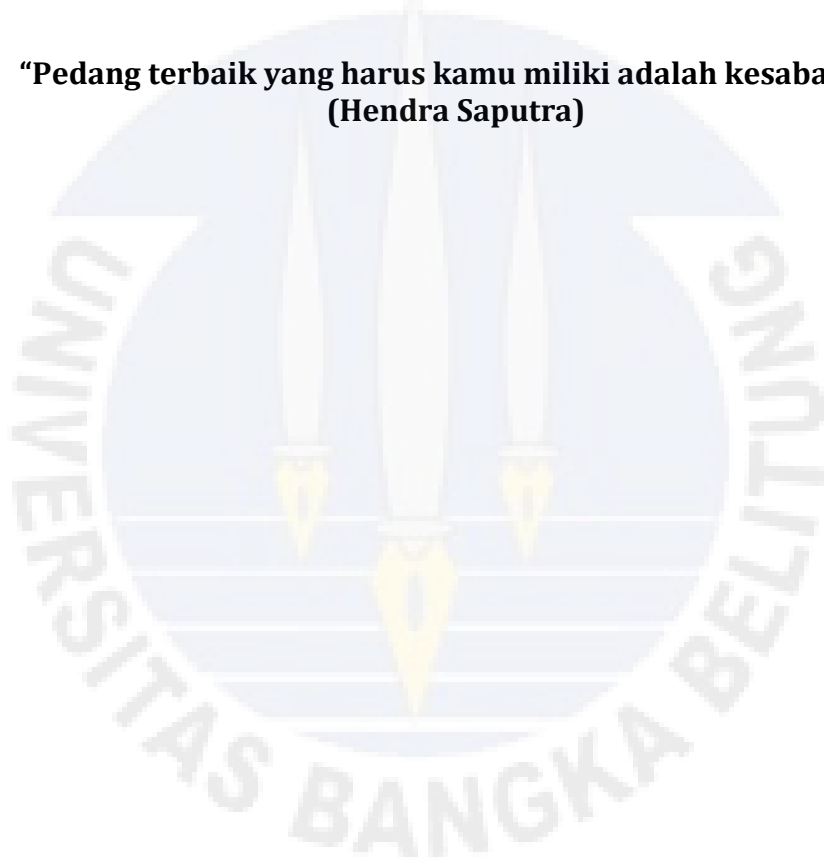 “Pedang terbaik yang harus kamu miliki adalah kesaba
(Hendra Saputra)
UNIVERSITAS BANGKA BELITUNG